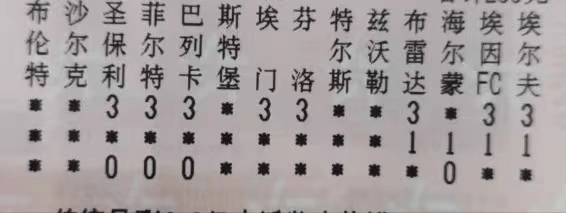 布伦特
沙尔克
圣保利
菲尔特
巴列卡
斯特堡
埃门
芬洛
特尔斯
兹沃勒
布雷达
海尔蒙
埃因FC
埃尔夫
* * 3 3 3 * 3 3 * * 3 * 3 3
* * * * * * * * * * 1 1 1 1
* * 0 0 0 * * * * * * 0 * *